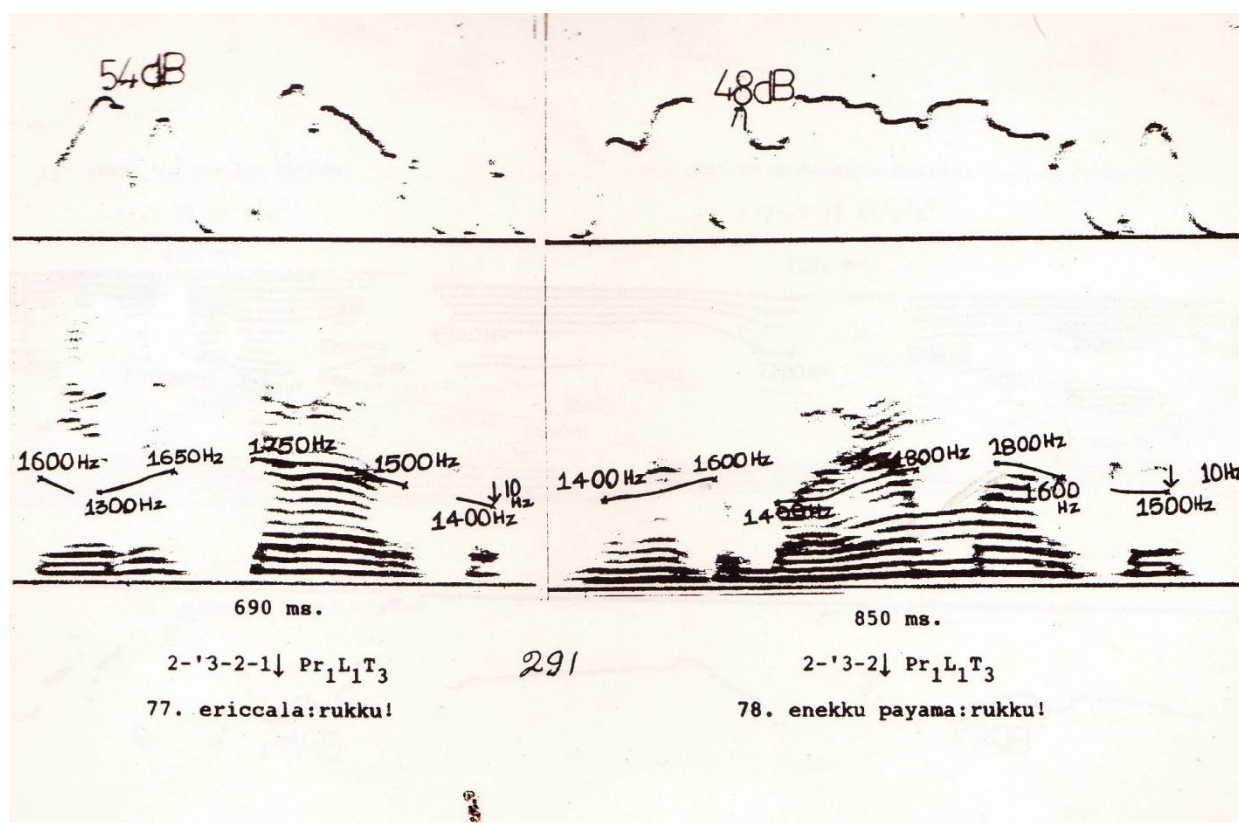 54dB
1600Hz
1300Hz
1650Hz
1750Hz
1500Hz
1400Hz
↓10 Hz
690 ms.
2-'3-2-1↓ Pr₁L₁T₃
77. ericcala:rukku!
291
48dB
1400Hz
1600Hz
1400Hz
1800Hz
1800Hz
1600 Hz
1500Hz
↓ 10Hz
850 ms.
2-'3-2↓ Pr₁L₁T₃
78. enekku payama:rukku!